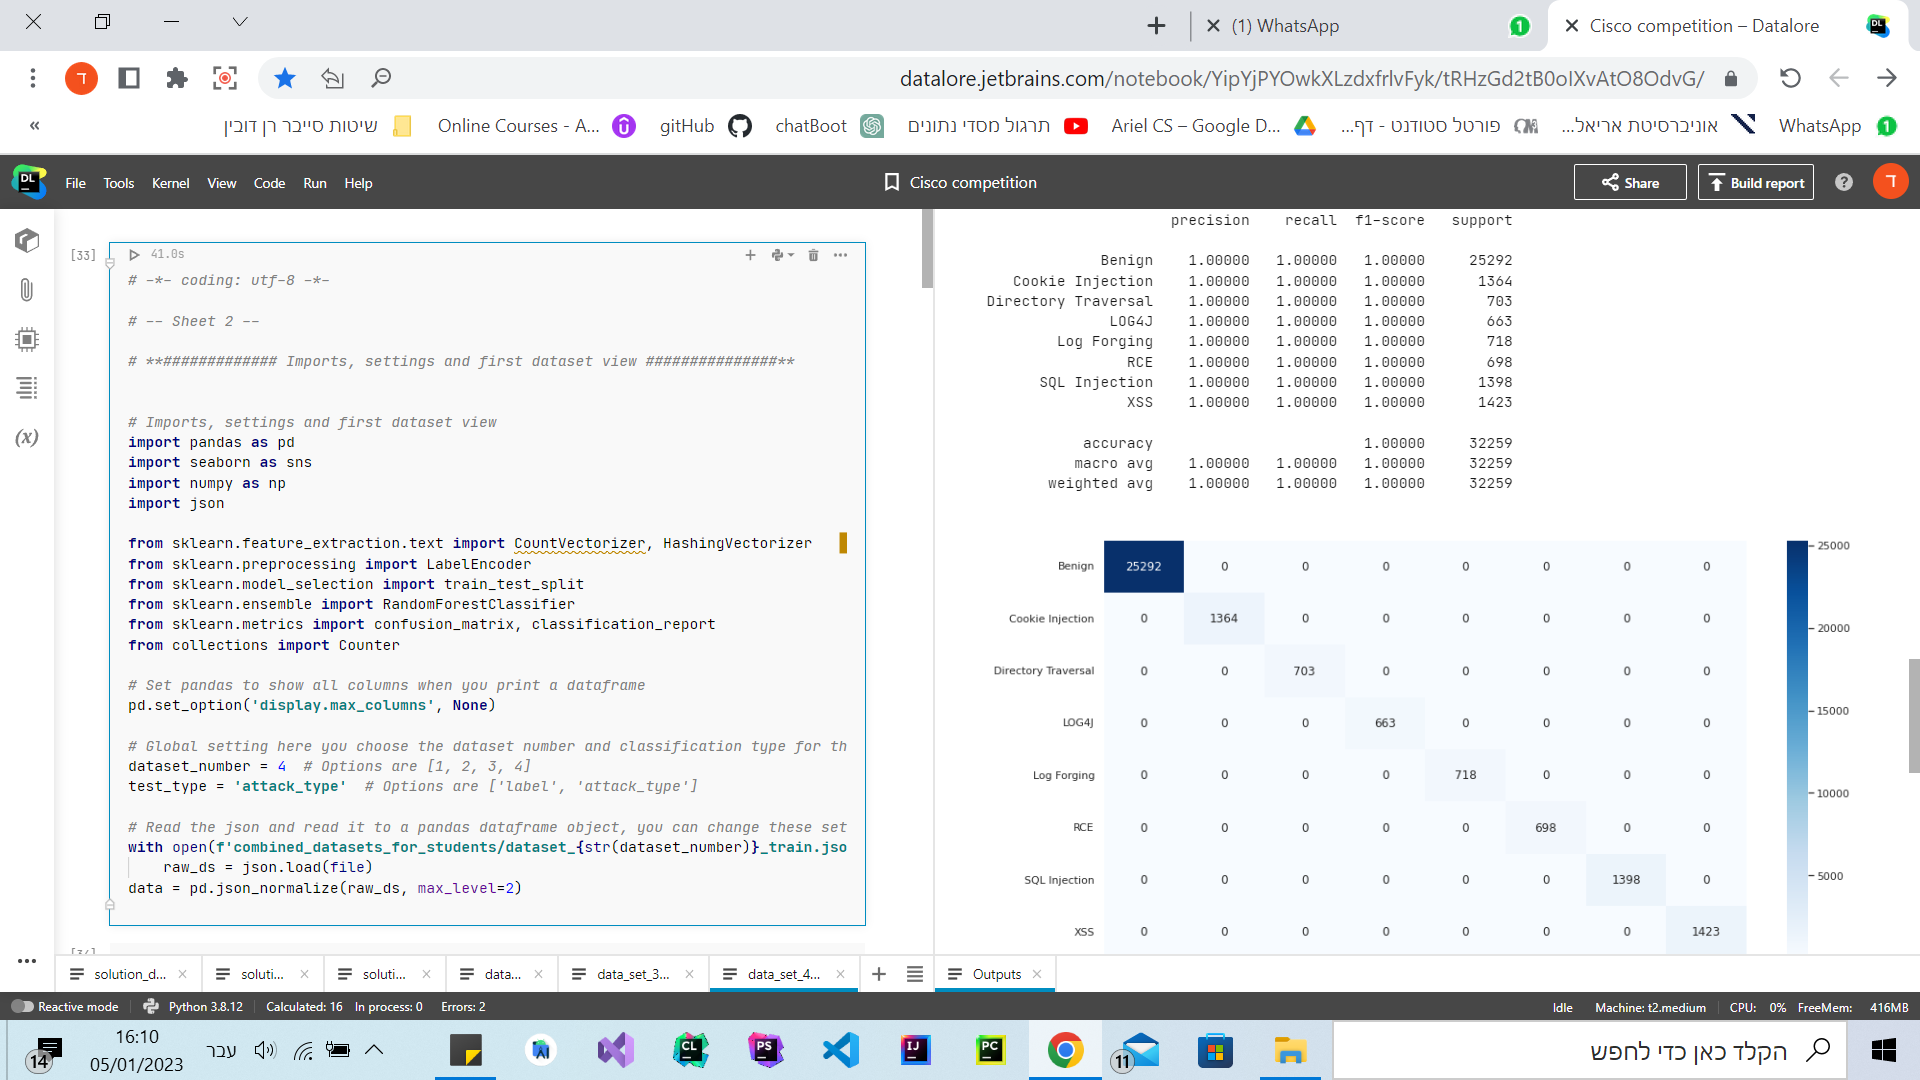 (1) WhatsApp
Cisco competition – Datalore
datalore.jetbrains.com/notebook/YipYjPYOwkXLzdxfrlvFyk/tRHzGd2tB0oIXvAtO8OdvG/
שיטות סייבר רן דובין
Online Courses - A...
gitHub
chatBoot
תרגול מסדי נתונים
Ariel CS – Google D...
פורטל סטודנט - דף...
אוניברסיטת אריאל...
WhatsApp
File Tools Kernel View Code Run Help
Cisco competition
Share
Build report
[33]
41.0s
# -*- coding: utf-8 -*-
# -- Sheet 2 --
# **############# Imports, settings and first dataset view ###############**
# Imports, settings and first dataset view
import pandas as pd
import seaborn as sns
import numpy as np
import json
from sklearn.feature_extraction.text import CountVectorizer, HashingVectorizer
from sklearn.preprocessing import LabelEncoder
from sklearn.model_selection import train_test_split
from sklearn.ensemble import RandomForestClassifier
from sklearn.metrics import confusion_matrix, classification_report
from collections import Counter
# Set pandas to show all columns when you print a dataframe
pd.set_option('display.max_columns', None)
# Global setting here you choose the dataset number and classification type for th
dataset_number = 4 # Options are [1, 2, 3, 4]
test_type = 'attack_type' # Options are ['label', 'attack_type']
# Read the json and read it to a pandas dataframe object, you can change these set
with open(f'combined_datasets_for_students/dataset_{str(dataset_number)}_train.jso
raw_ds = json.load(file)
data = pd.json_normalize(raw_ds, max_level=2)
precision recall f1-score support
Benign 1.00000 1.00000 1.00000 25292
Cookie Injection 1.00000 1.00000 1.00000 1364
Directory Traversal 1.00000 1.00000 1.00000 703
LOG4J 1.00000 1.00000 1.00000 663
Log Forging 1.00000 1.00000 1.00000 718
RCE 1.00000 1.00000 1.00000 698
SQL Injection 1.00000 1.00000 1.00000 1398
XSS 1.00000 1.00000 1.00000 1423
accuracy 1.00000 32259
macro avg 1.00000 1.00000 1.00000 32259
weighted avg 1.00000 1.00000 1.00000 32259
Benign 25292 0 0 0 0 0 0 0
Cookie Injection 0 1364 0 0 0 0 0 0
Directory Traversal 0 0 703 0 0 0 0 0
LOG4J 0 0 0 663 0 0 0 0
Log Forging 0 0 0 0 718 0 0 0
RCE 0 0 0 0 0 698 0 0
SQL Injection 0 0 0 0 0 0 1398 0
XSS 0 0 0 0 0 0 0 1423
25000
20000
15000
10000
5000
solution_d... soluti... soluti... data... data_set_3... data_set_4...
Outputs
Reactive mode Python 3.8.12 Calculated: 16 In process: 0 Errors: 2
Idle Machine: t2.medium CPU: 0% FreeMem: 416MB
14
16:10
05/01/2023
עבר
11
הקלד כאן כדי לחפש